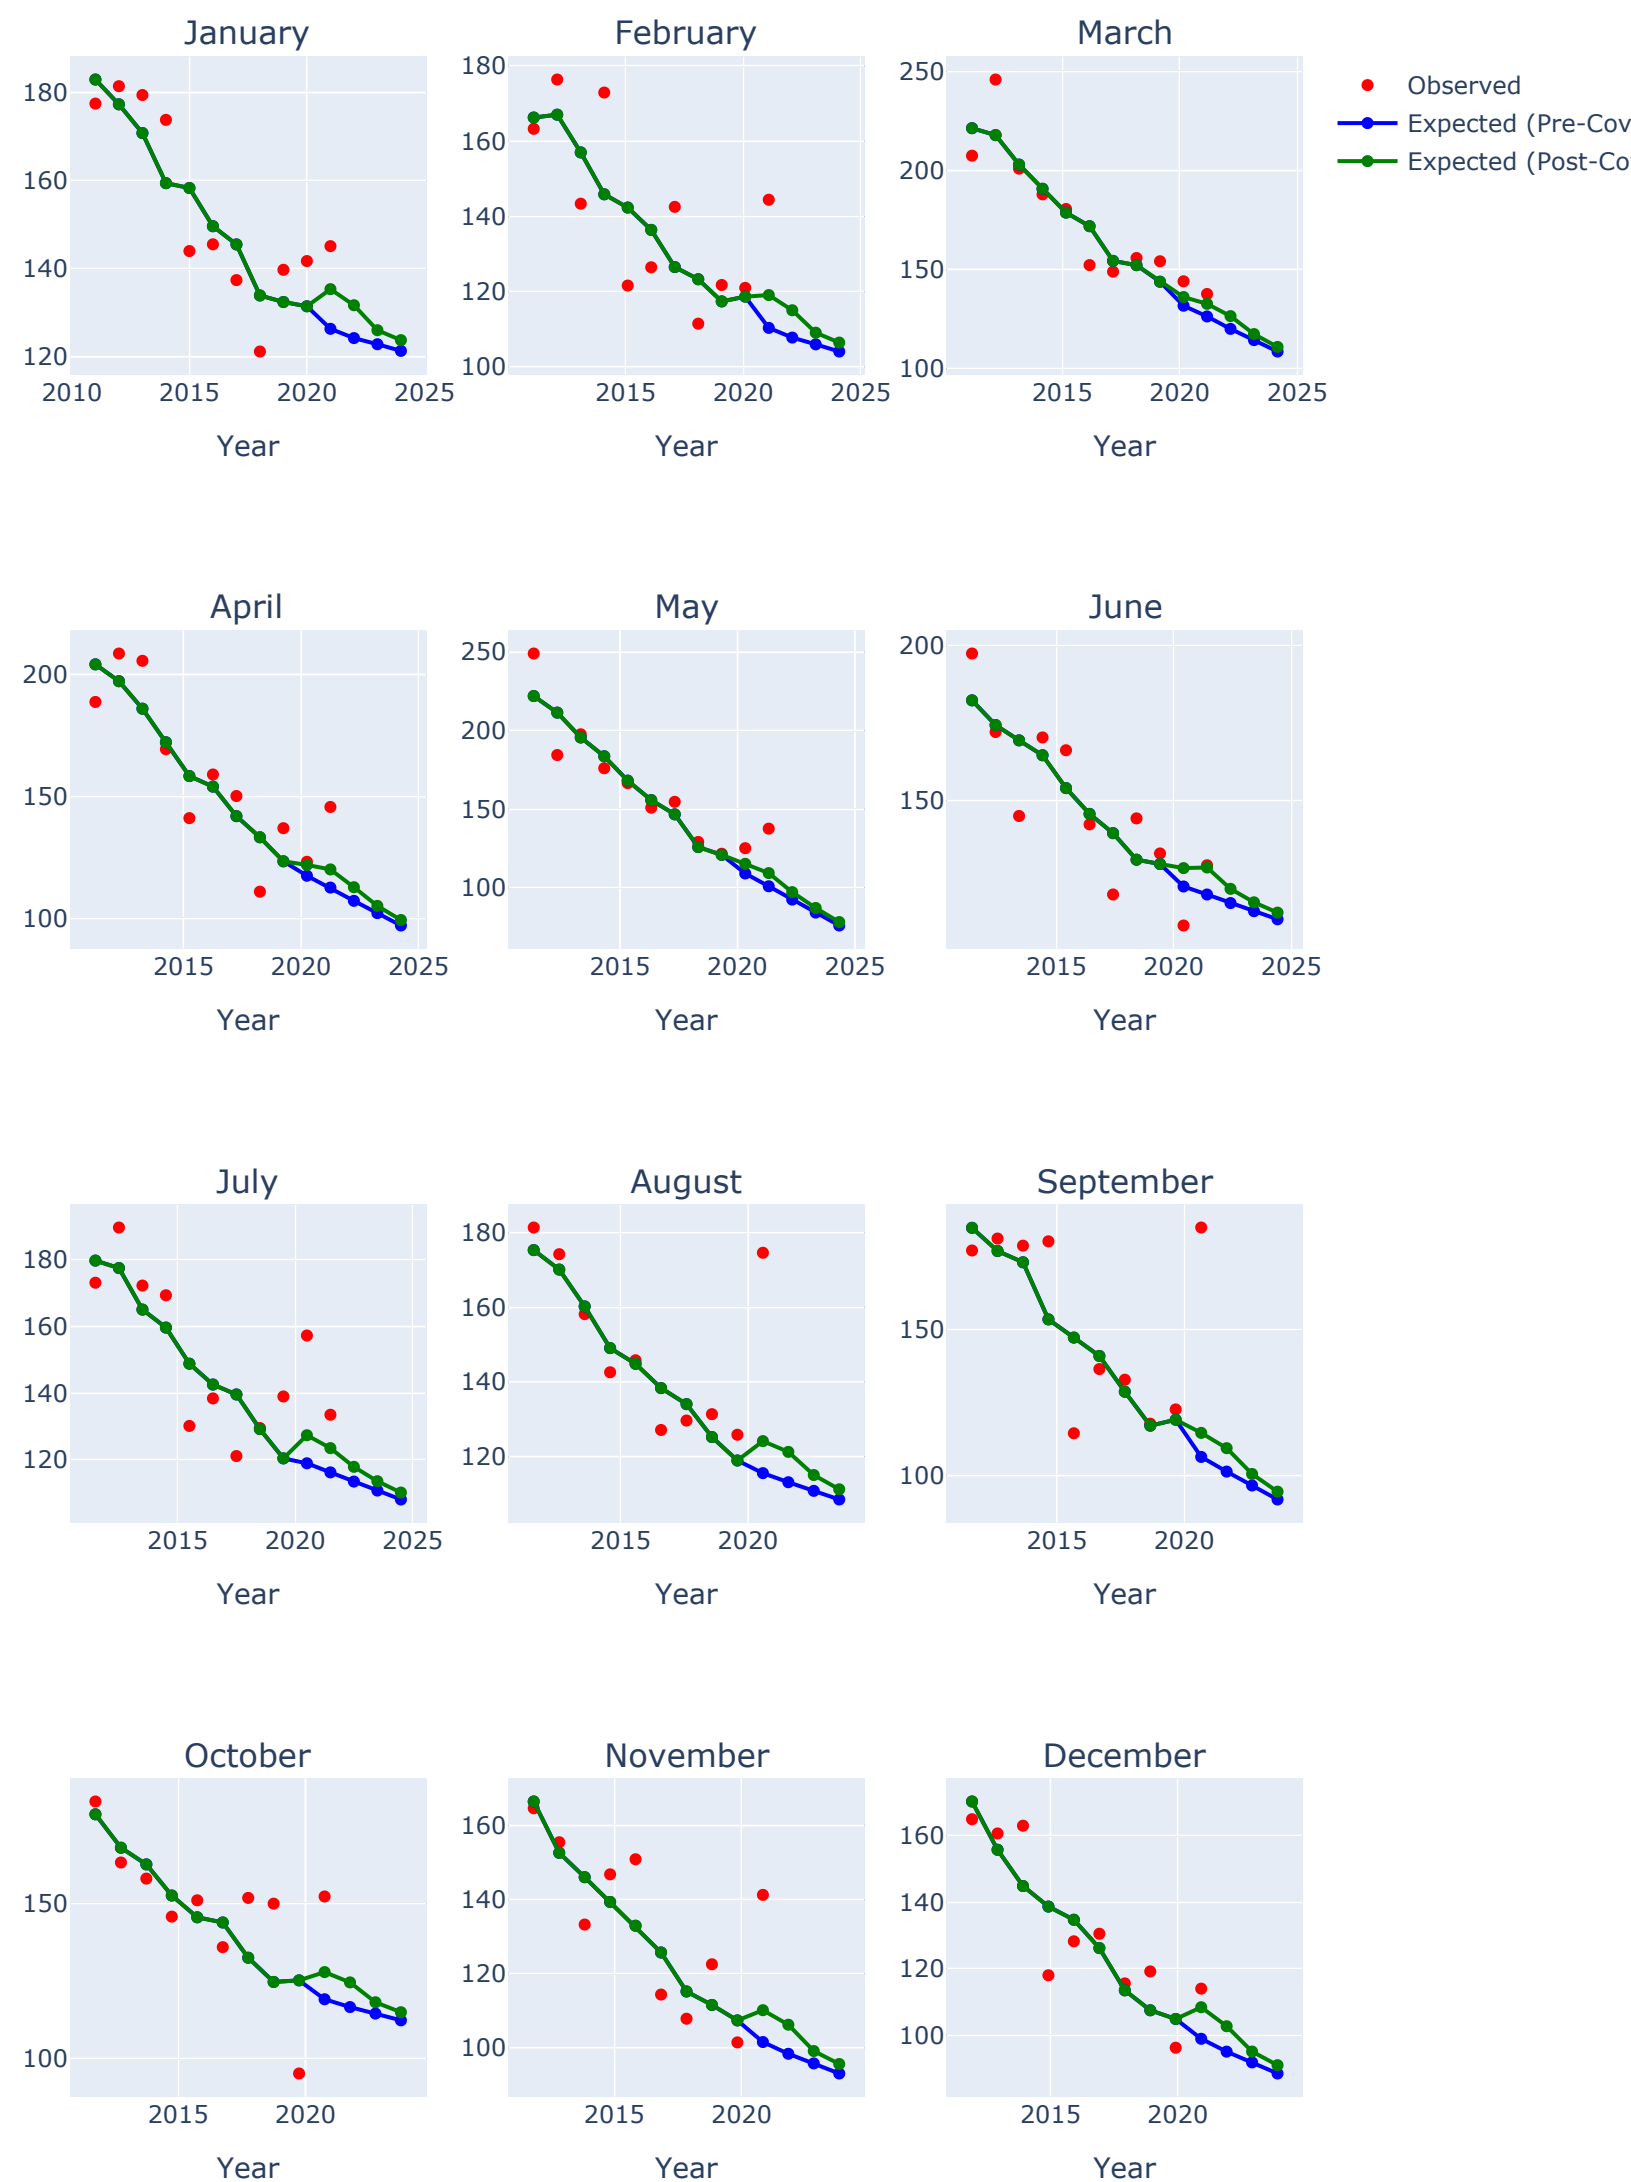 January
February
March
180
160
140
120
2010
2015
2020
2025
Year
180
160
140
120
100
2015
2020
2025
Year
250
200
150
100
2015
2020
2025
Year
Observed
Expected (Pre-Cov
Expected (Post-Co
April
May
June
200
150
100
2015
2020
2025
Year
250
200
150
100
2015
2020
2025
Year
200
150
2015
2020
2025
Year
July
August
September
180
160
140
120
2015
2020
2025
Year
180
160
140
120
2015
2020
Year
150
100
2015
2020
Year
October
November
December
150
100
2015
2020
Year
160
140
120
100
2015
2020
Year
160
140
120
100
2015
2020
Year